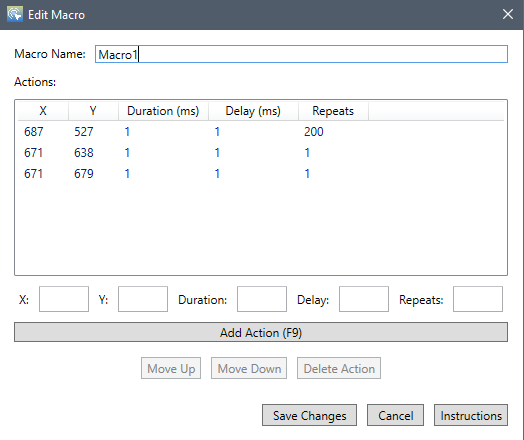 Edit Macro
Macro Name: Macro1
Actions:
X Y Duration (ms) Delay (ms) Repeats
687 527 1 1 200
671 638 1 1 1
671 679 1 1 1
X: Y: Duration: Delay: Repeats:
Add Action (F9)
Move Up Move Down Delete Action
Save Changes Cancel Instructions